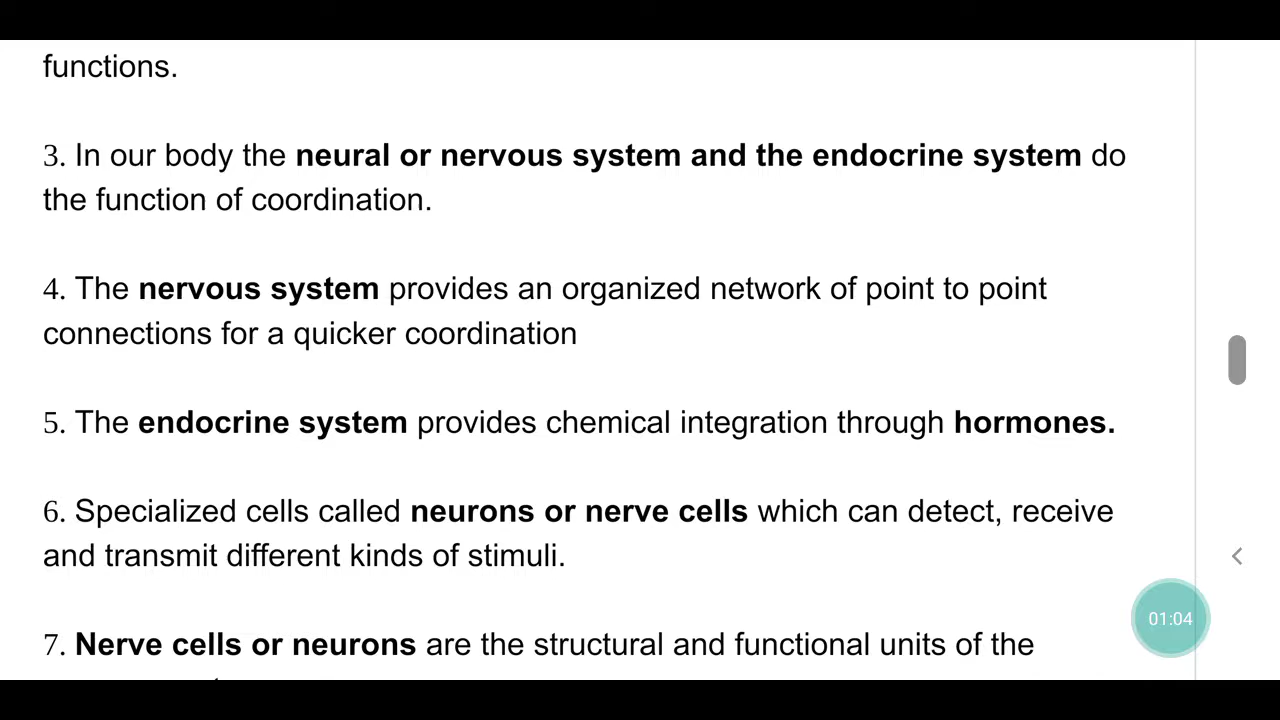 functions.
3. In our body the neural or nervous system and the endocrine system do
the function of coordination.
4. The nervous system provides an organized network of point to point
connections for a quicker coordination
5. The endocrine system provides chemical integration through hormones.
6. Specialized cells called neurons or nerve cells which can detect, receive
and transmit different kinds of stimuli.
7. Nerve cells or neurons are the structural and functional units of the
01:04